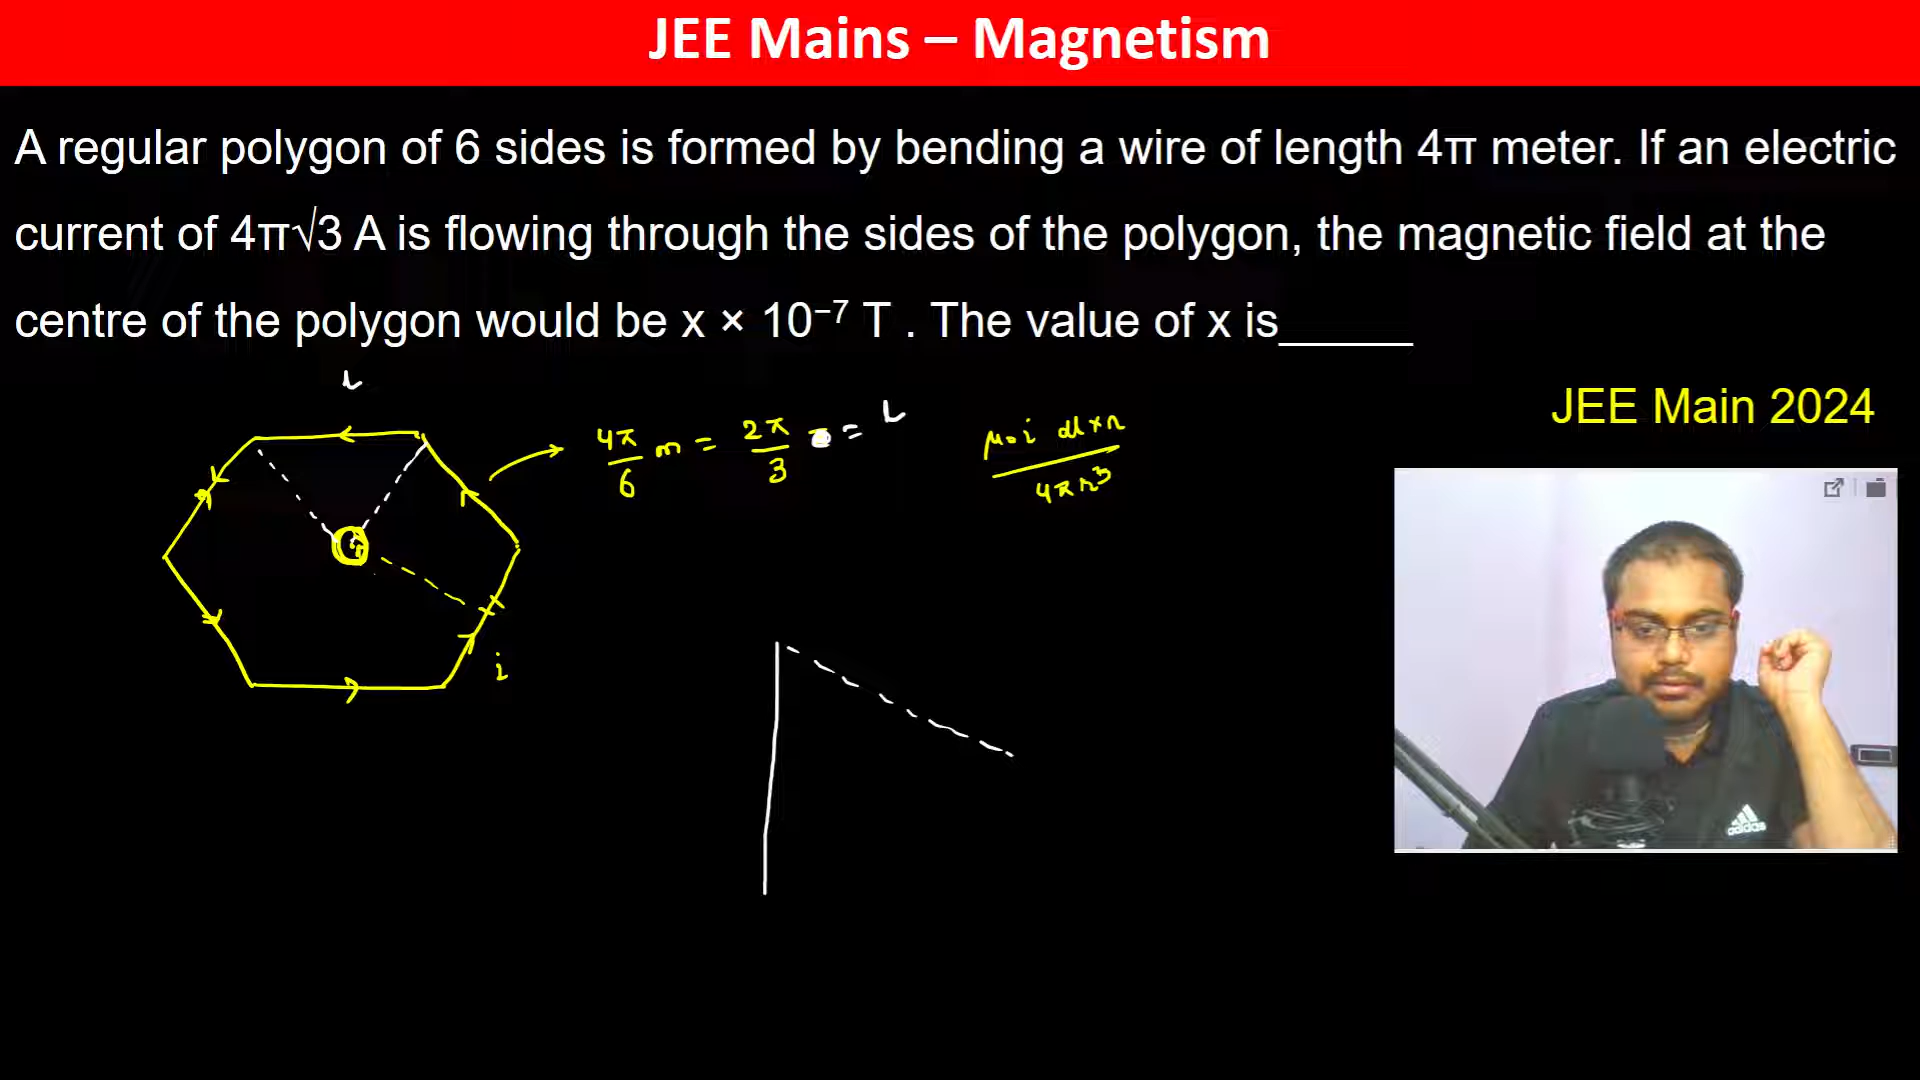 JEE Mains – Magnetism
A regular polygon of 6 sides is formed by bending a wire of length 4π meter. If an electric
current of 4π√3 A is flowing through the sides of the polygon, the magnetic field at the
centre of the polygon would be x × 10⁻⁷ T . The value of x is_____
JEE Main 2024
L
4π/6 m = 2π/3 = L
μ₀i dl×r / 4πr³
i
adidas